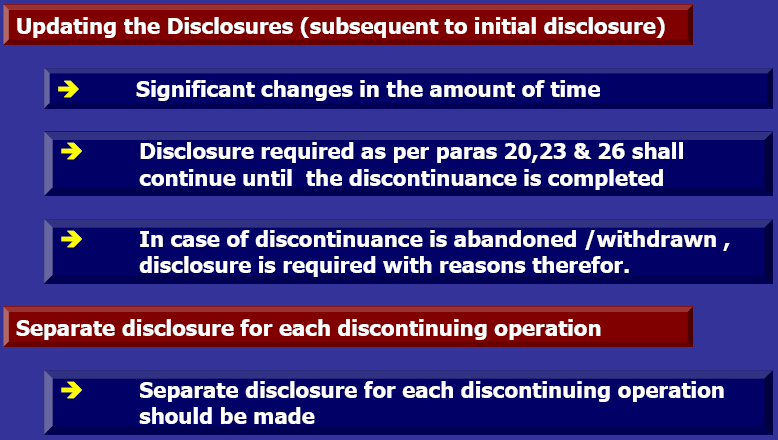 Updating the Disclosures (subsequent to initial disclosure)
Significant changes in the amount of time
Disclosure required as per paras 20,23 & 26 shall
continue until the discontinuance is completed
In case of discontinuance is abandoned /withdrawn ,
disclosure is required with reasons therefor.
Separate disclosure for each discontinuing operation
Separate disclosure for each discontinuing operation
should be made